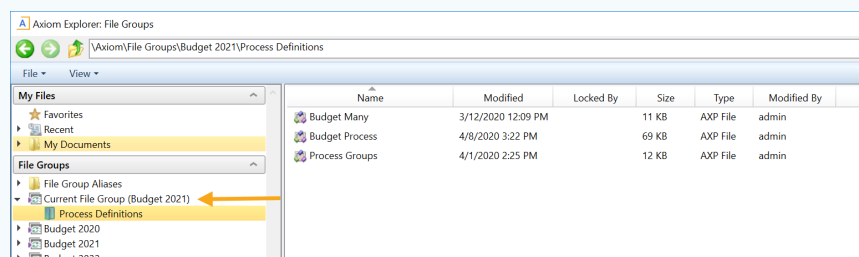 Axiom Explorer: File Groups
\Axiom\File Groups\Budget 2021\Process Definitions
File View
My Files
Favorites
Recent
My Documents
File Groups
File Group Aliases
Current File Group (Budget 2021)
Process Definitions
Budget 2020
Budget 2021
Name Modified Locked By Size Type Modified By
Budget Many 3/12/2020 12:09 PM 11 KB AXP File admin
Budget Process 4/8/2020 3:22 PM 69 KB AXP File admin
Process Groups 4/1/2020 2:25 PM 12 KB AXP File admin